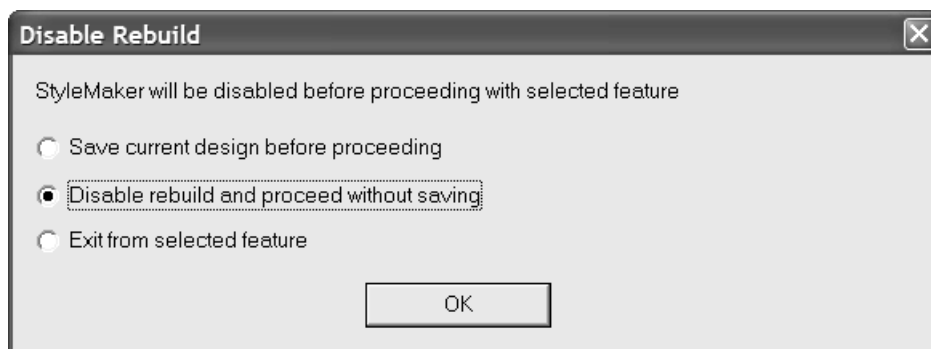 Disable Rebuild
StyleMaker will be disabled before proceeding with selected feature
Save current design before proceeding
Disable rebuild and proceed without saving
Exit from selected feature
OK